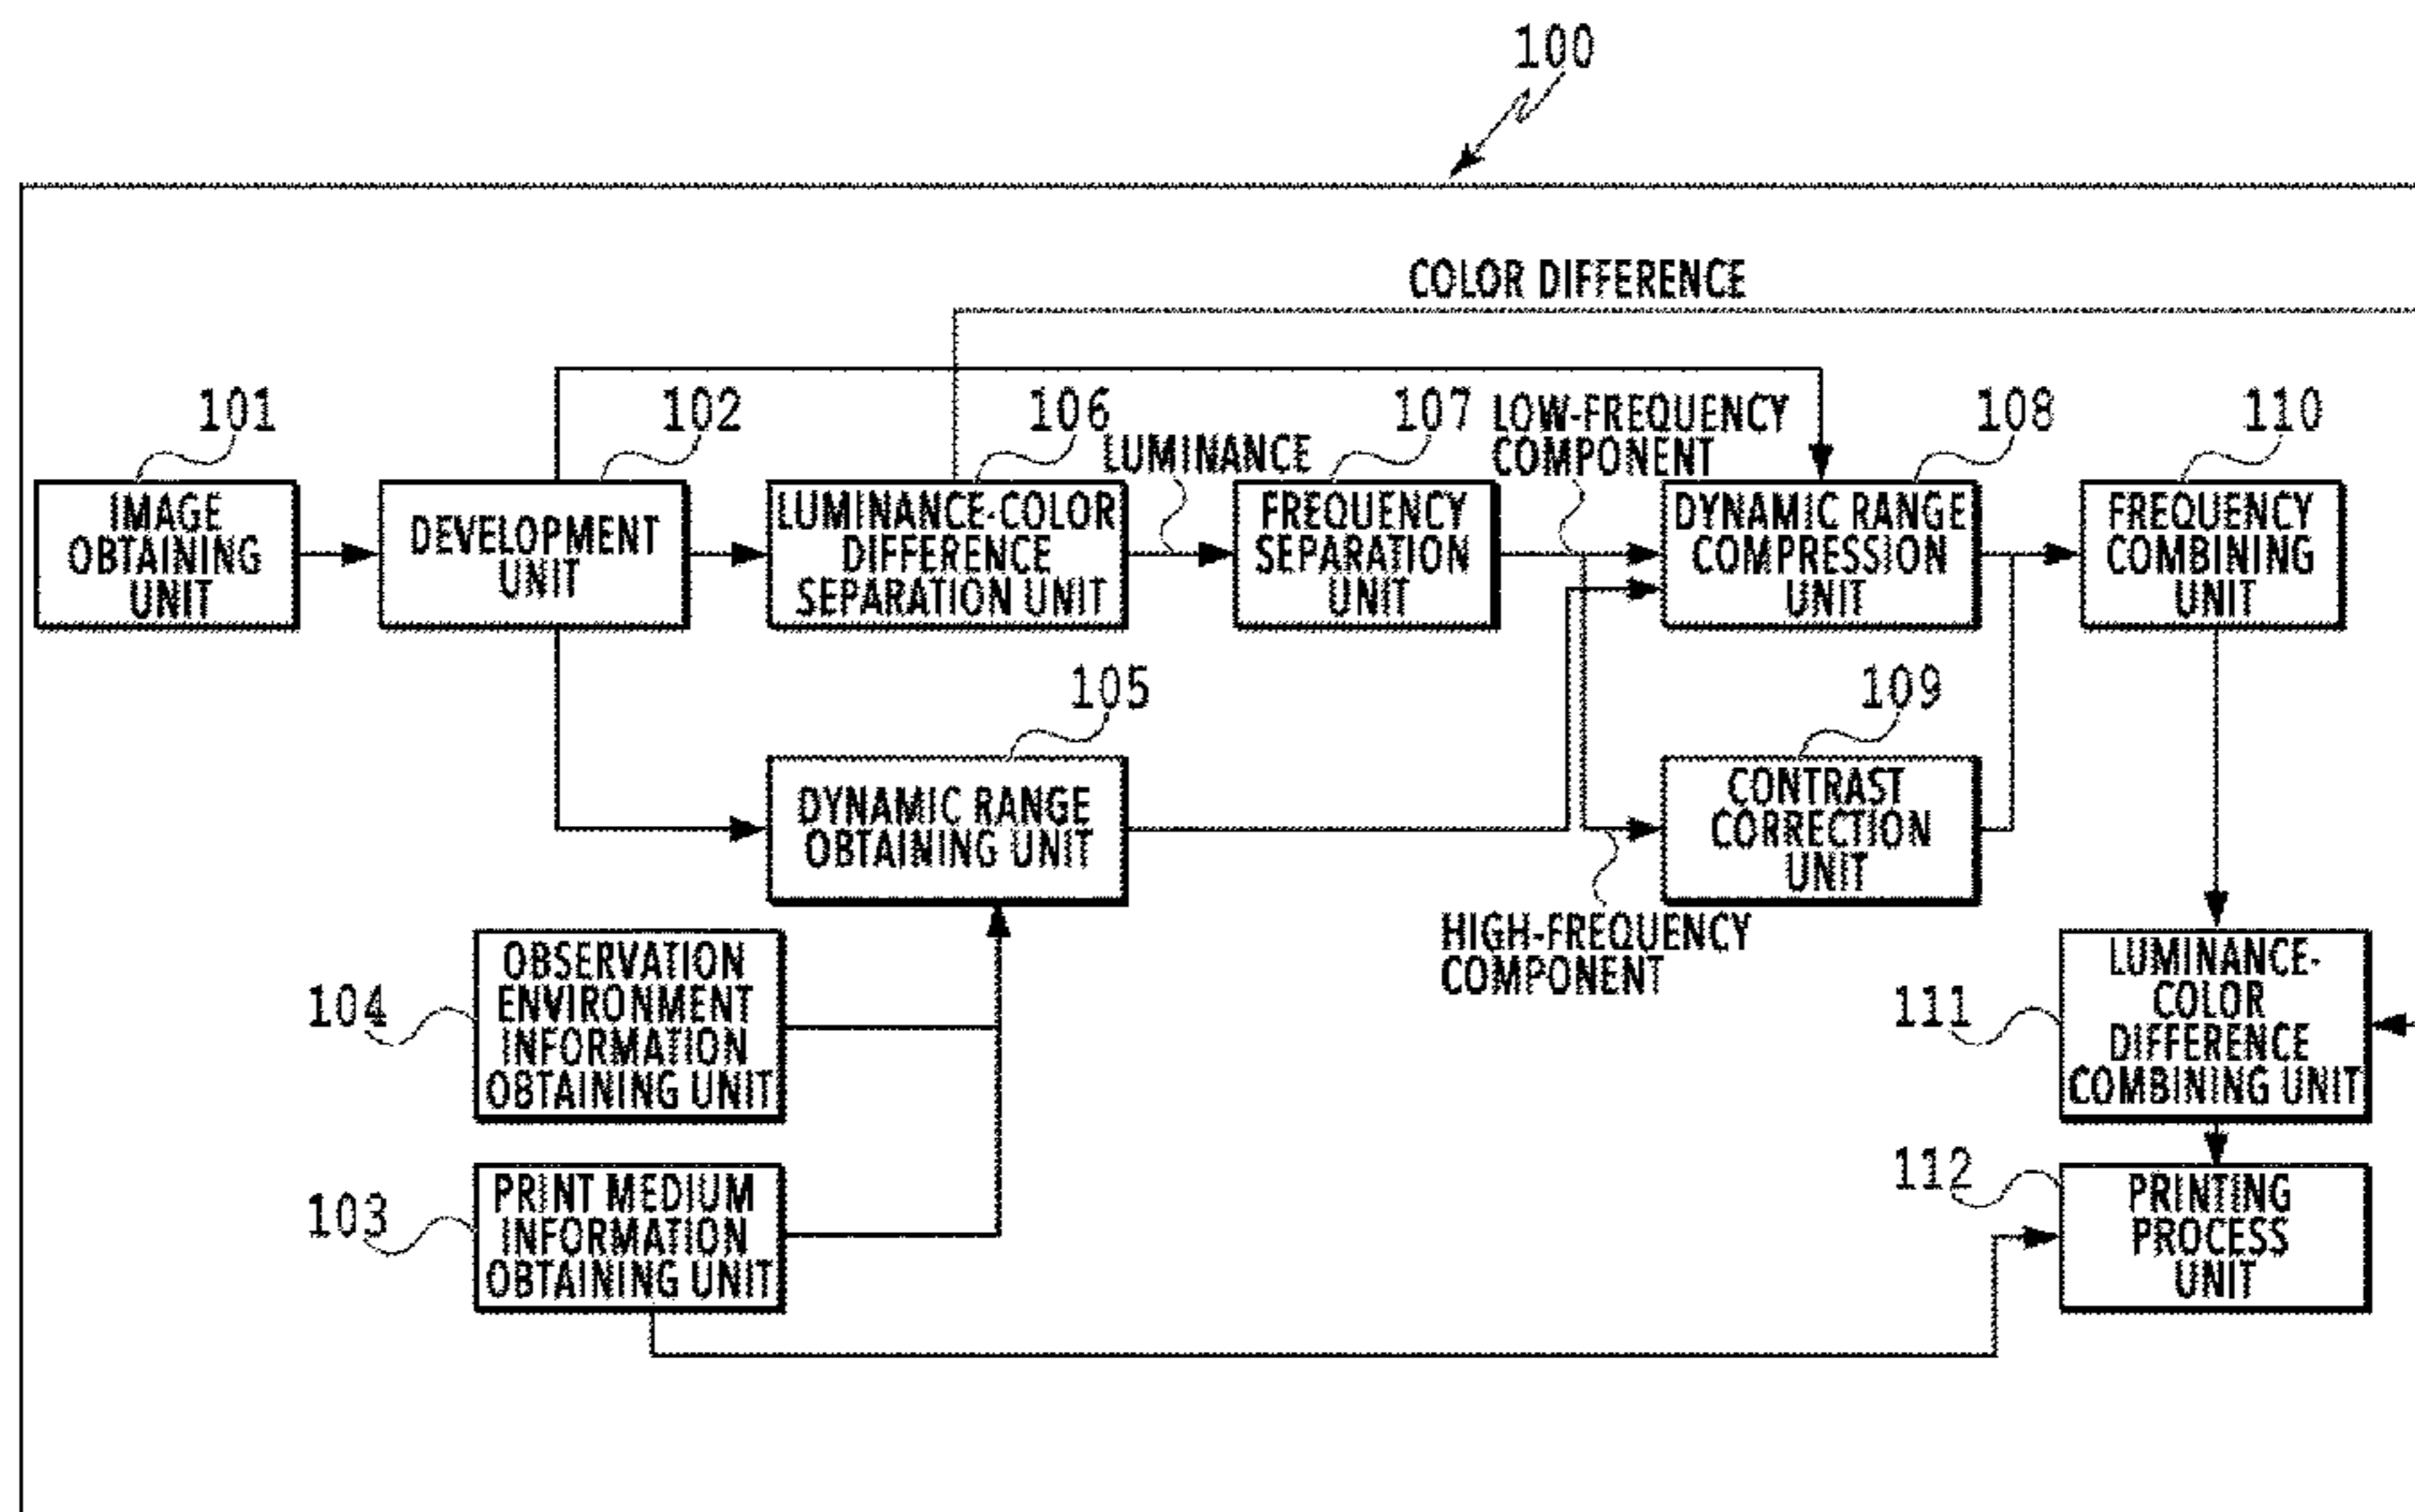 100
COLOR DIFFERENCE
101
102
106
LUMINANCE
107
LOW-FREQUENCY
COMPONENT
108
110
IMAGE
OBTAINING
UNIT
DEVELOPMENT
UNIT
LUMINANCE-COLOR
DIFFERENCE
SEPARATION UNIT
FREQUENCY
SEPARATION
UNIT
DYNAMIC RANGE
COMPRESSION
UNIT
FREQUENCY
COMBINING
UNIT
105
109
DYNAMIC RANGE
OBTAINING UNIT
CONTRAST
CORRECTION
UNIT
HIGH-FREQUENCY
COMPONENT
104
OBSERVATION
ENVIRONMENT
INFORMATION
OBTAINING UNIT
111
LUMINANCE-
COLOR
DIFFERENCE
COMBINING UNIT
103
PRINT MEDIUM
INFORMATION
OBTAINING UNIT
112
PRINTING
PROCESS
UNIT